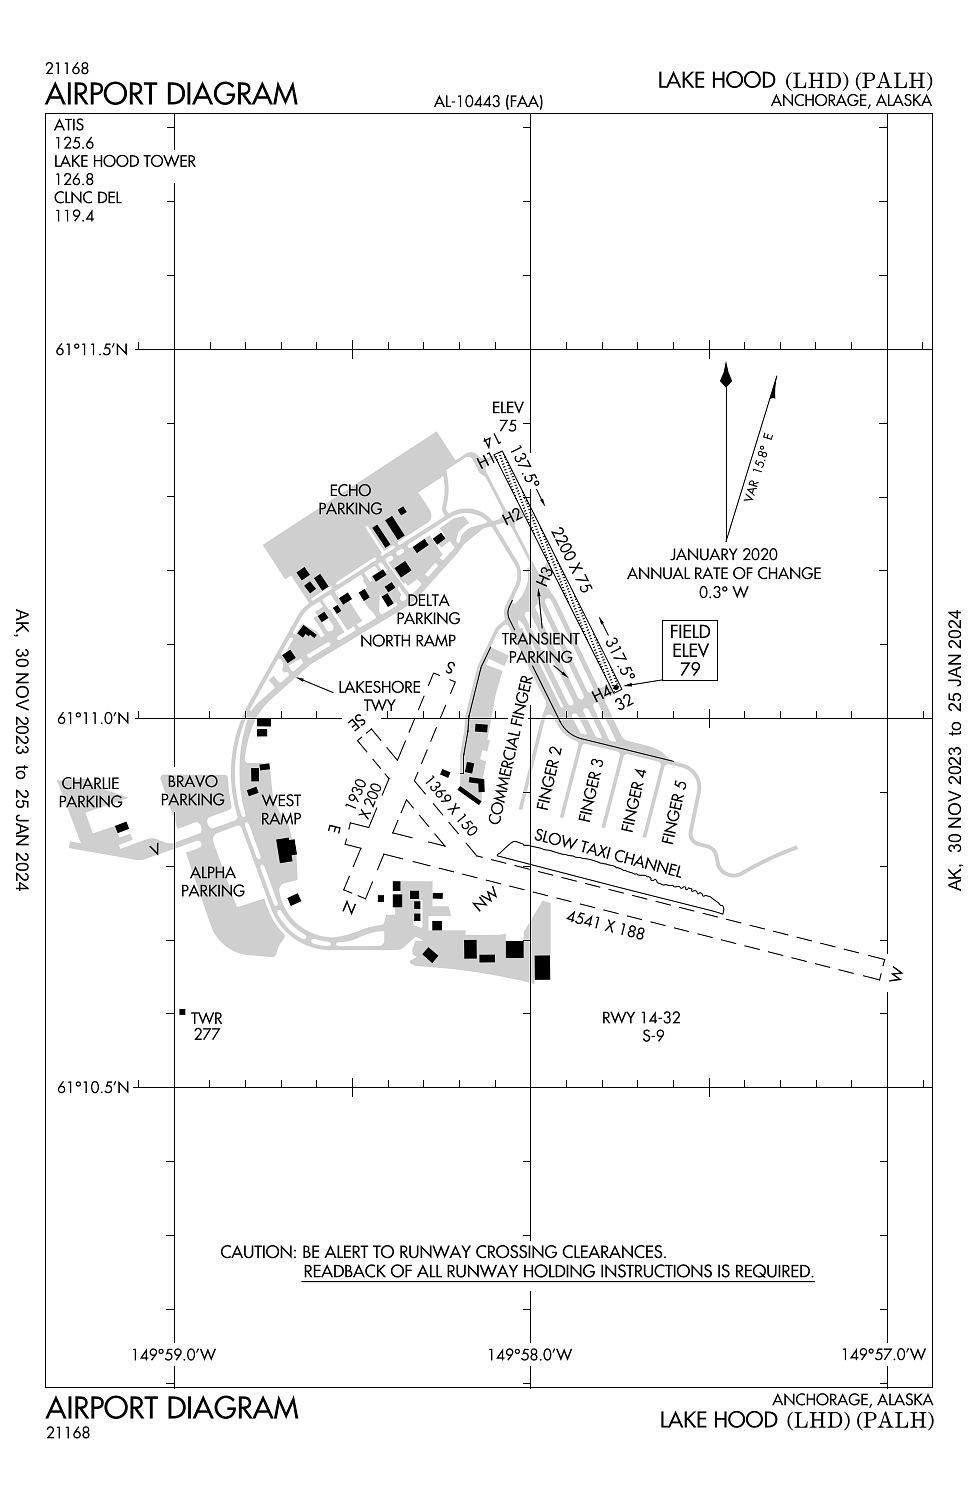 21168
AIRPORT DIAGRAM
AL-10443 (FAA)
LAKE HOOD (LHD) (PALH)
ANCHORAGE, ALASKA
ATIS
125.6
LAKE HOOD TOWER
126.8
CLNC DEL
119.4
61°11.5'N
ELEV
75
14
H1
137.5°
VAR 15.8° E
ECHO
PARKING
H2
2200 X 75
JANUARY 2020
ANNUAL RATE OF CHANGE
0.3° W
H3
DELTA
PARKING
NORTH RAMP
TRANSIENT
PARKING
317.5°
FIELD
ELEV
79
H4
32
S
LAKESHORE
TWY
SE
61°11.0'N
COMMERCIAL FINGER
FINGER 2
FINGER 3
FINGER 4
FINGER 5
CHARLIE
PARKING
BRAVO
PARKING
WEST
RAMP
1930
X 200
1369 X 150
E
V
SLOW TAXI CHANNEL
ALPHA
PARKING
N
NW
4541 X 188
W
TWR
277
RWY 14-32
S-9
61°10.5'N
CAUTION: BE ALERT TO RUNWAY CROSSING CLEARANCES.
READBACK OF ALL RUNWAY HOLDING INSTRUCTIONS IS REQUIRED.
149°59.0'W
149°58.0'W
149°57.0'W
AIRPORT DIAGRAM
21168
ANCHORAGE, ALASKA
LAKE HOOD (LHD) (PALH)
AK, 30 NOV 2023 to 25 JAN 2024
AK, 30 NOV 2023 to 25 JAN 2024